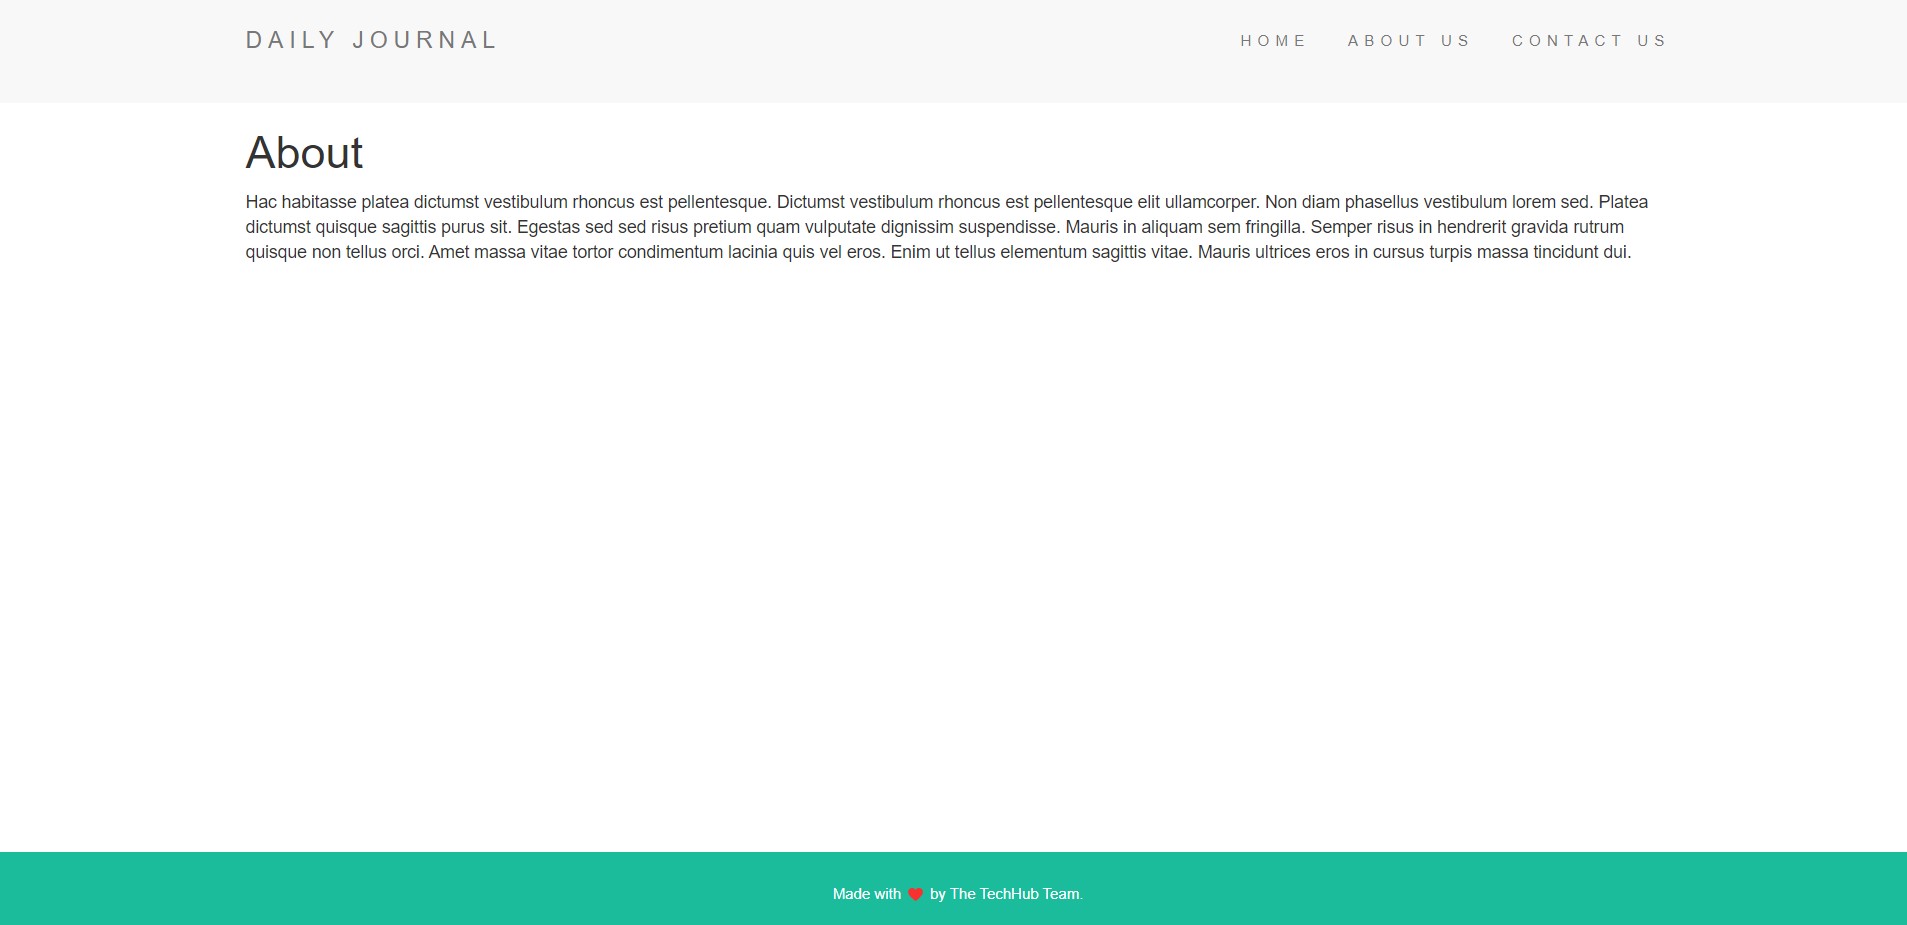 DAILY JOURNAL
HOME ABOUT US CONTACT US
About
Hac habitasse platea dictumst vestibulum rhoncus est pellentesque. Dictumst vestibulum rhoncus est pellentesque elit ullamcorper. Non diam phasellus vestibulum lorem sed. Platea
dictumst quisque sagittis purus sit. Egestas sed sed risus pretium quam vulputate dignissim suspendisse. Mauris in aliquam sem fringilla. Semper risus in hendrerit gravida rutrum
quisque non tellus orci. Amet massa vitae tortor condimentum lacinia quis vel eros. Enim ut tellus elementum sagittis vitae. Mauris ultrices eros in cursus turpis massa tincidunt dui.
Made with ❤ by The TechHub Team.